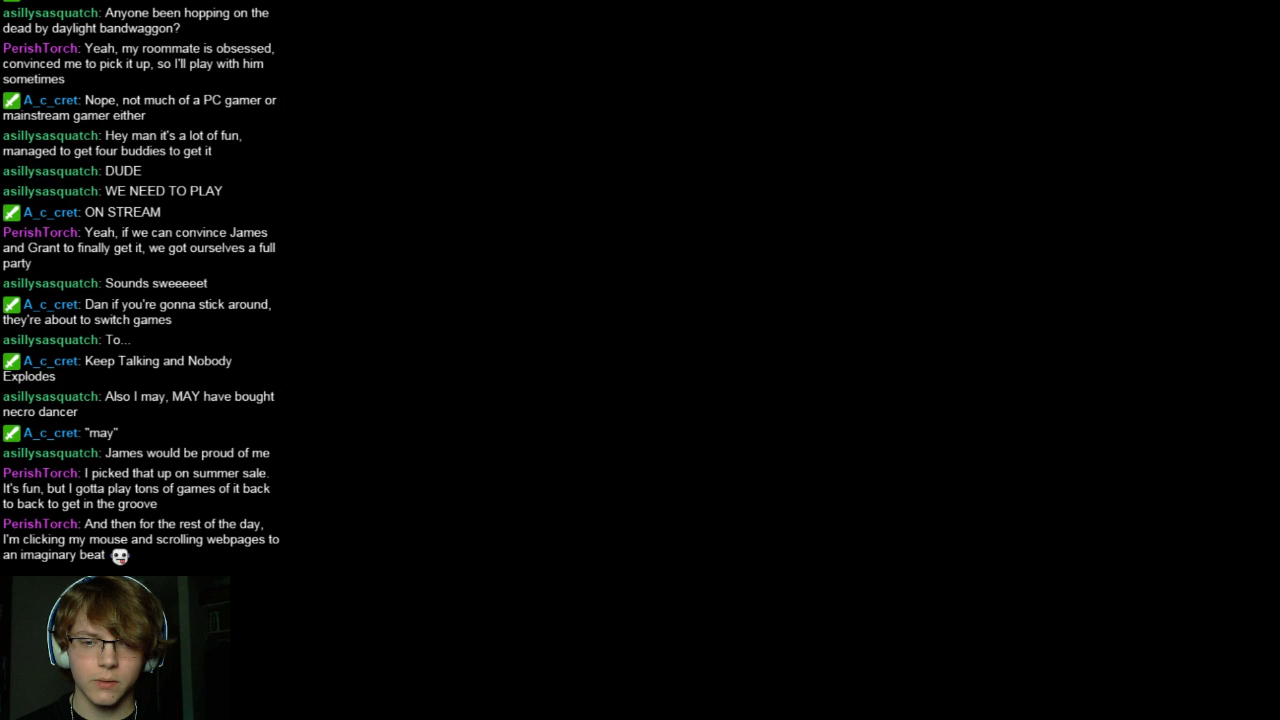 asillysasquatch: Anyone been hopping on the
dead by daylight bandwaggon?
PerishTorch: Yeah, my roommate is obsessed,
convinced me to pick it up, so I'll play with him
sometimes
A_c_cret: Nope, not much of a PC gamer or
mainstream gamer either
asillysasquatch: Hey man it's a lot of fun,
managed to get four buddies to get it
asillysasquatch: DUDE
asillysasquatch: WE NEED TO PLAY
A_c_cret: ON STREAM
PerishTorch: Yeah, if we can convince James
and Grant to finally get it, we got ourselves a full
party
asillysasquatch: Sounds sweeeeet
A_c_cret: Dan if you're gonna stick around,
they're about to switch games
asillysasquatch: To...
A_c_cret: Keep Talking and Nobody
Explodes
asillysasquatch: Also I may, MAY have bought
necro dancer
A_c_cret: "may"
asillysasquatch: James would be proud of me
PerishTorch: I picked that up on summer sale.
It's fun, but I gotta play tons of games of it back
to back to get in the groove
PerishTorch: And then for the rest of the day,
I'm clicking my mouse and scrolling webpages to
an imaginary beat